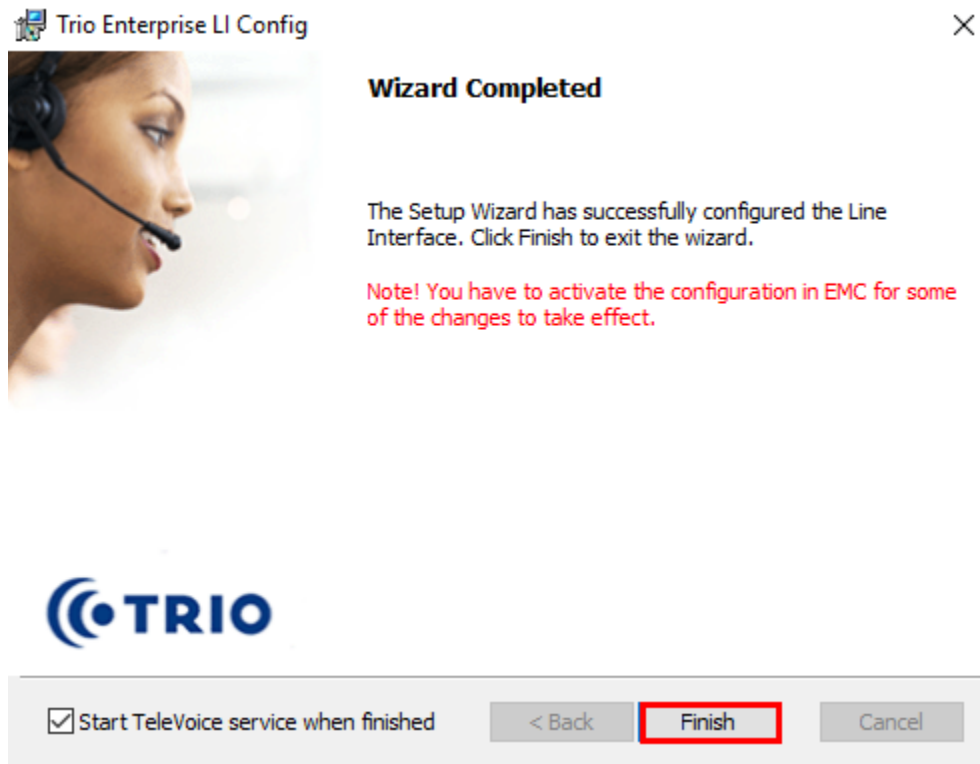 Trio Enterprise LI Config
Wizard Completed
The Setup Wizard has successfully configured the Line
Interface. Click Finish to exit the wizard.
Note! You have to activate the configuration in EMC for some
of the changes to take effect.
TRIO
Start TeleVoice service when finished
< Back
Finish
Cancel